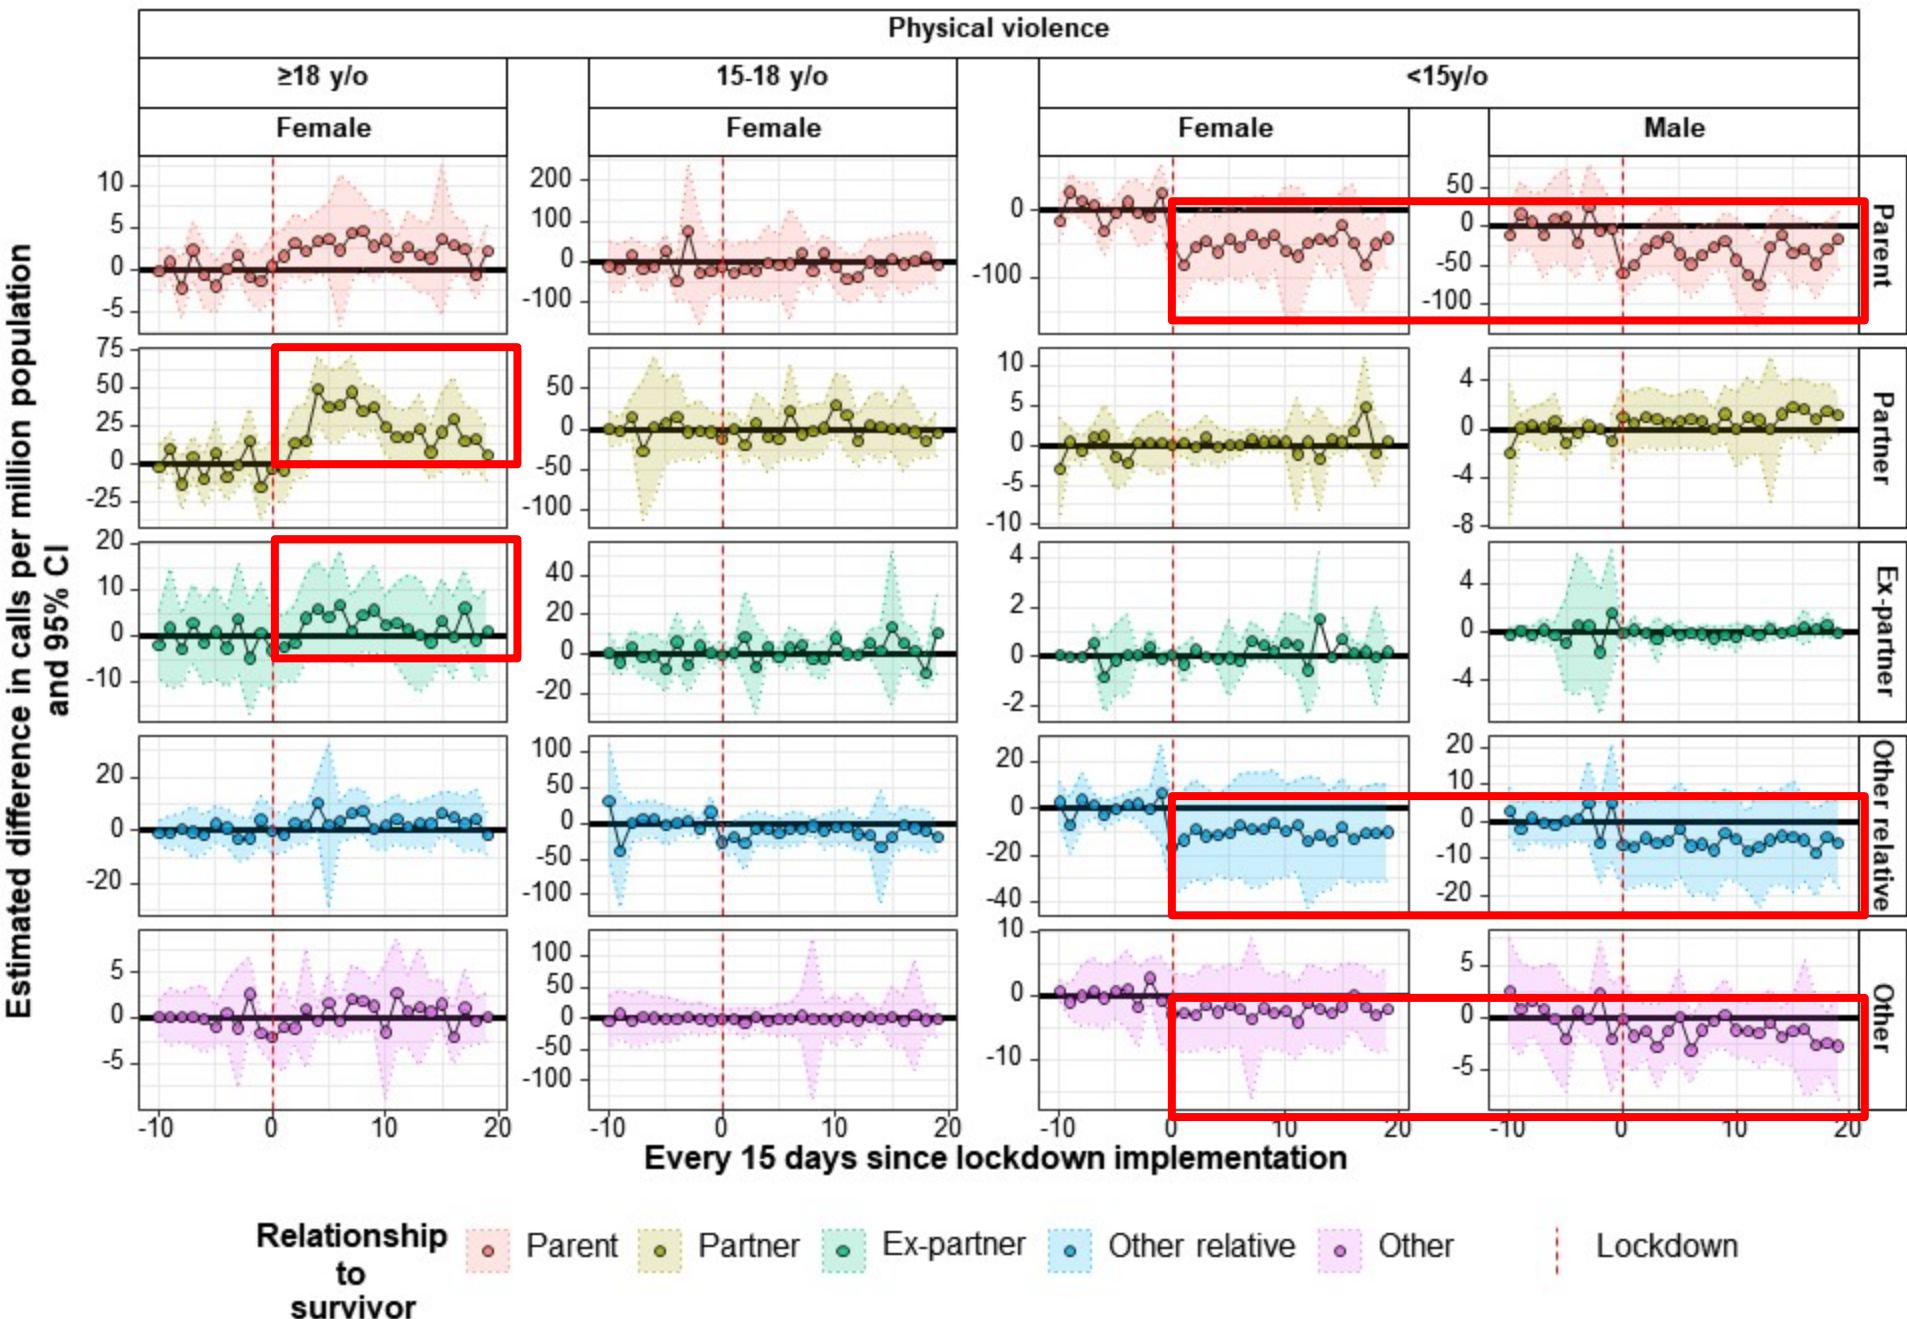 Physical violence
≥18 y/o
15-18 y/o
<15y/o
Female
Female
Female
Male
Estimated difference in calls per million population
and 95% CI
10
5
0
-5
200
100
0
-100
0
-100
50
0
-50
-100
Parent
75
50
25
0
-25
50
0
-50
-100
10
5
0
-5
-10
4
0
-4
-8
Partner
20
10
0
-10
40
20
0
-20
4
2
0
-2
4
0
-4
Ex-partner
20
0
-20
100
50
0
-50
-100
20
0
-20
-40
20
10
0
-10
-20
Other relative
5
0
-5
100
50
0
-50
-100
10
0
-10
5
0
-5
Other
-10 0 10 20
-10 0 10 20
-10 0 10 20
-10 0 10 20
Every 15 days since lockdown implementation
Relationship
to
survivor
Parent
Partner
Ex-partner
Other relative
Other
Lockdown